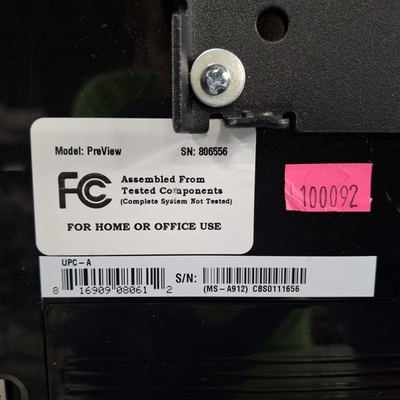 Model: PreView SN: 806556
FC Assembled From
Tested Components
(Complete System Not Tested)
FOR HOME OR OFFICE USE
100092
UPC-A
8 16909 08061 2
S/N:
(MS-A912) CBS0111656